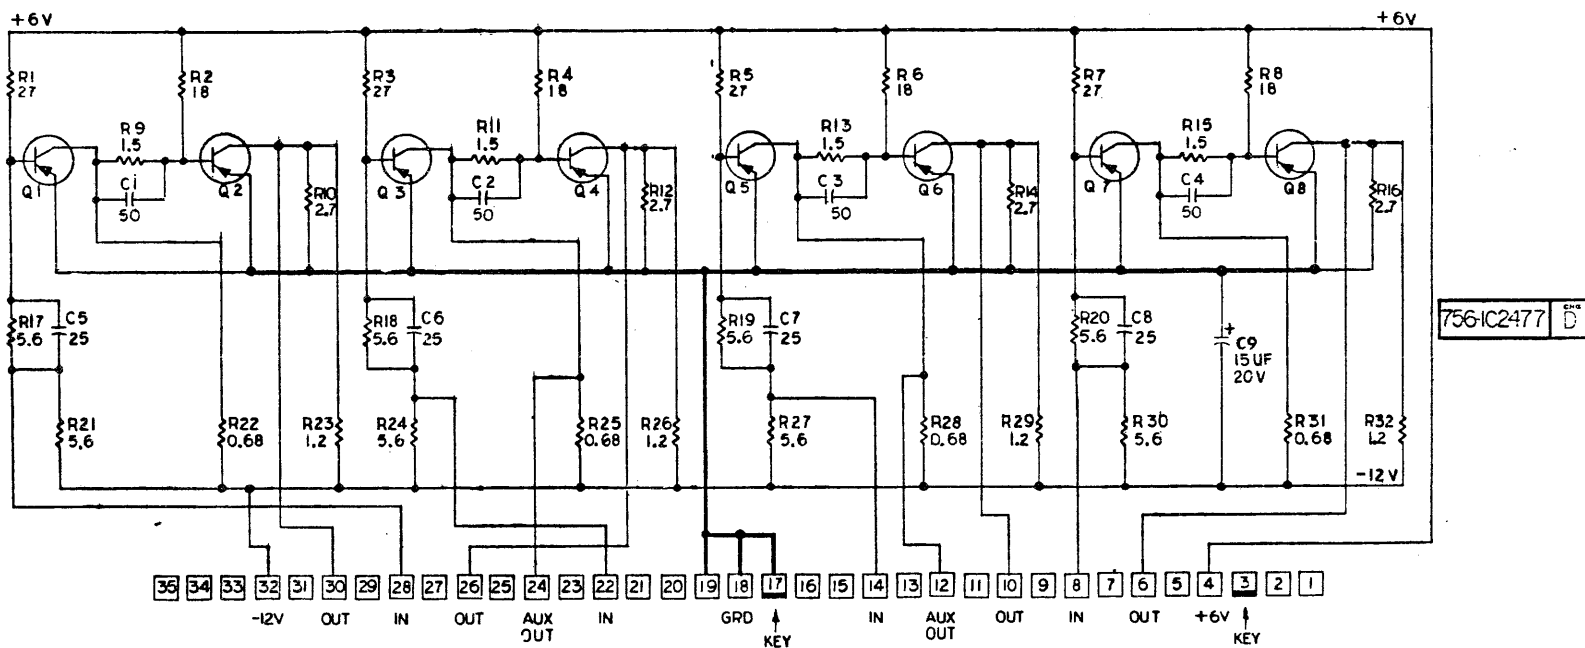 +6V +6V
R1 27
R2 18
R3 27
R4 18
R5 27
R6 18
R7 27
R8 18
R9 1.5
R11 1.5
R13 1.5
R15 1.5
Q1
C1 50
Q2
R10 2.7
Q3
C2 50
Q4
R12 2.7
Q5
C3 50
Q6
R14 2.7
Q7
C4 50
Q8
R16 2.7
R17 5.6
C5 25
R18 5.6
C6 25
R19 5.6
C7 25
R20 5.6
C8 25
+ C9 15UF 20V
756-1C2477 CHG D
R21 5.6
R22 0.68
R23 1.2
R24 5.6
R25 0.68
R26 1.2
R27 5.6
R28 0.68
R29 1.2
R30 5.6
R31 0.68
R32 1.2
-12V
35 34 33 32 31 30 29 28 27 26 25 24 23 22 21 20 19 18 17 16 15 14 13 12 11 10 9 8 7 6 5 4 3 2 1
-12V OUT IN OUT AUX OUT IN GRD KEY IN AUX OUT OUT IN OUT +6V KEY